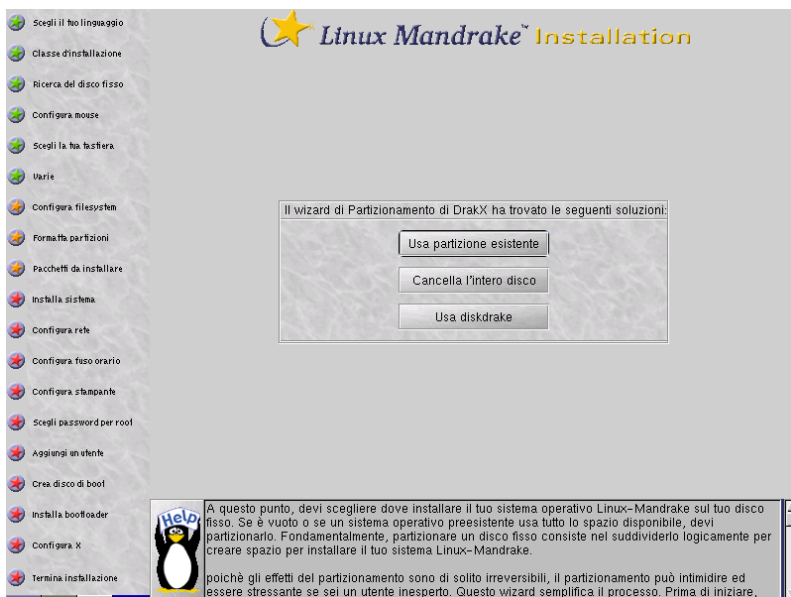 Scegli il tuo linguaggio
Classe d'installazione
Ricerca del disco fisso
Configura mouse
Scegli la tua tastiera
Varie
Configura filesystem
Formatta partizioni
Pacchetti da installare
Installa sistema
Configura rete
Configura fuso orario
Configura stampante
Scegli password per root
Aggiungi un utente
Crea disco di boot
Installa bootloader
Configura X
Termina installazione
Linux Mandrake™ Installation
Il wizard di Partizionamento di DrakX ha trovato le seguenti soluzioni:
Usa partizione esistente
Cancella l'intero disco
Usa diskdrake
Help
A questo punto, devi scegliere dove installare il tuo sistema operativo Linux-Mandrake sul tuo disco
fisso. Se è vuoto o se un sistema operativo preesistente usa tutto lo spazio disponibile, devi
partizionarlo. Fondamentalmente, partizionare un disco fisso consiste nel suddividerlo logicamente per
creare spazio per installare il tuo sistema Linux-Mandrake.
poichè gli effetti del partizionamento sono di solito irreversibili, il partizionamento può intimidire ed
essere stressante se sei un utente inesperto. Questo wizard semplifica il processo. Prima di iniziare,